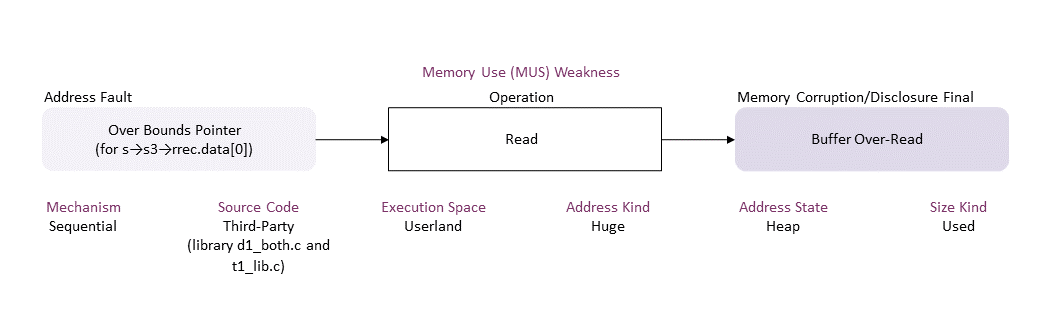 Memory Use (MUS) Weakness
Address Fault
Operation
Memory Corruption/Disclosure Final
Over Bounds Pointer
(for s→s3→rrec.data[0])
Read
Buffer Over-Read
Mechanism
Sequential
Source Code
Third-Party
(library d1_both.c and
t1_lib.c)
Execution Space
Userland
Address Kind
Huge
Address State
Heap
Size Kind
Used